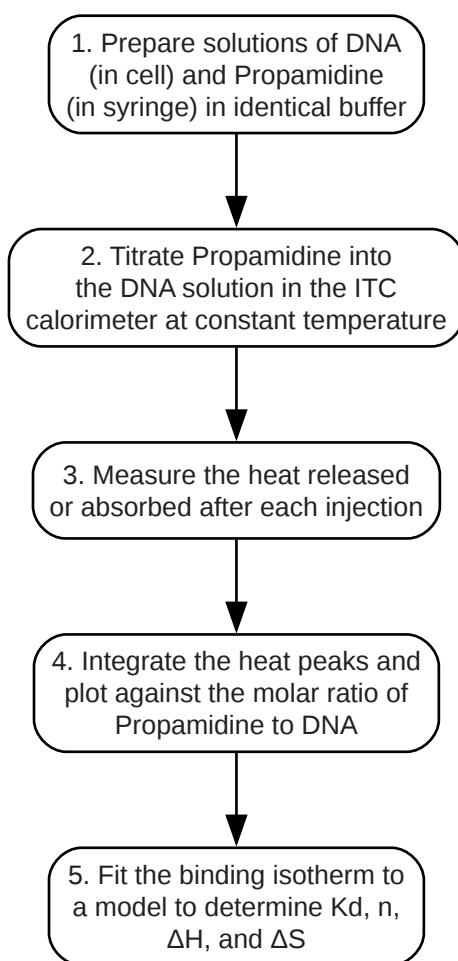 1. Prepare solutions of DNA
(in cell) and Propamidine
(in syringe) in identical buffer
2. Titrate Propamidine into
the DNA solution in the ITC
calorimeter at constant temperature
3. Measure the heat released
or absorbed after each injection
4. Integrate the heat peaks and
plot against the molar ratio of
Propamidine to DNA
5. Fit the binding isotherm to
a model to determine Kd, n,
ΔH, and ΔS